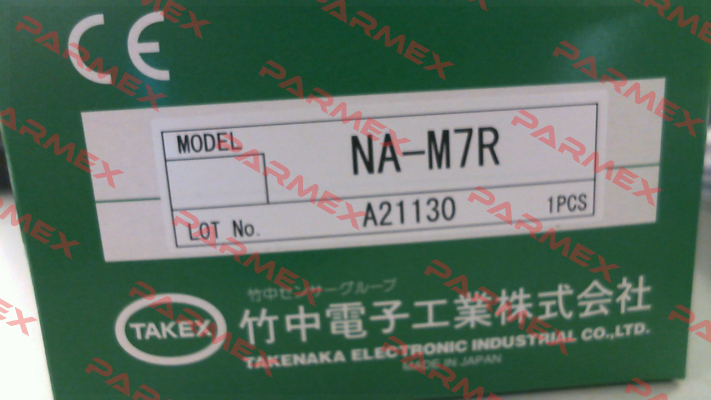 CE
MODEL NA-M7R
LOT No. A21130 1PCS
竹中センサーグループ
TAKEX 竹中電子工業株式会社
TAKENAKA ELECTRONIC INDUSTRIAL CO.,LTD.
MADE IN JAPAN
PARMEX